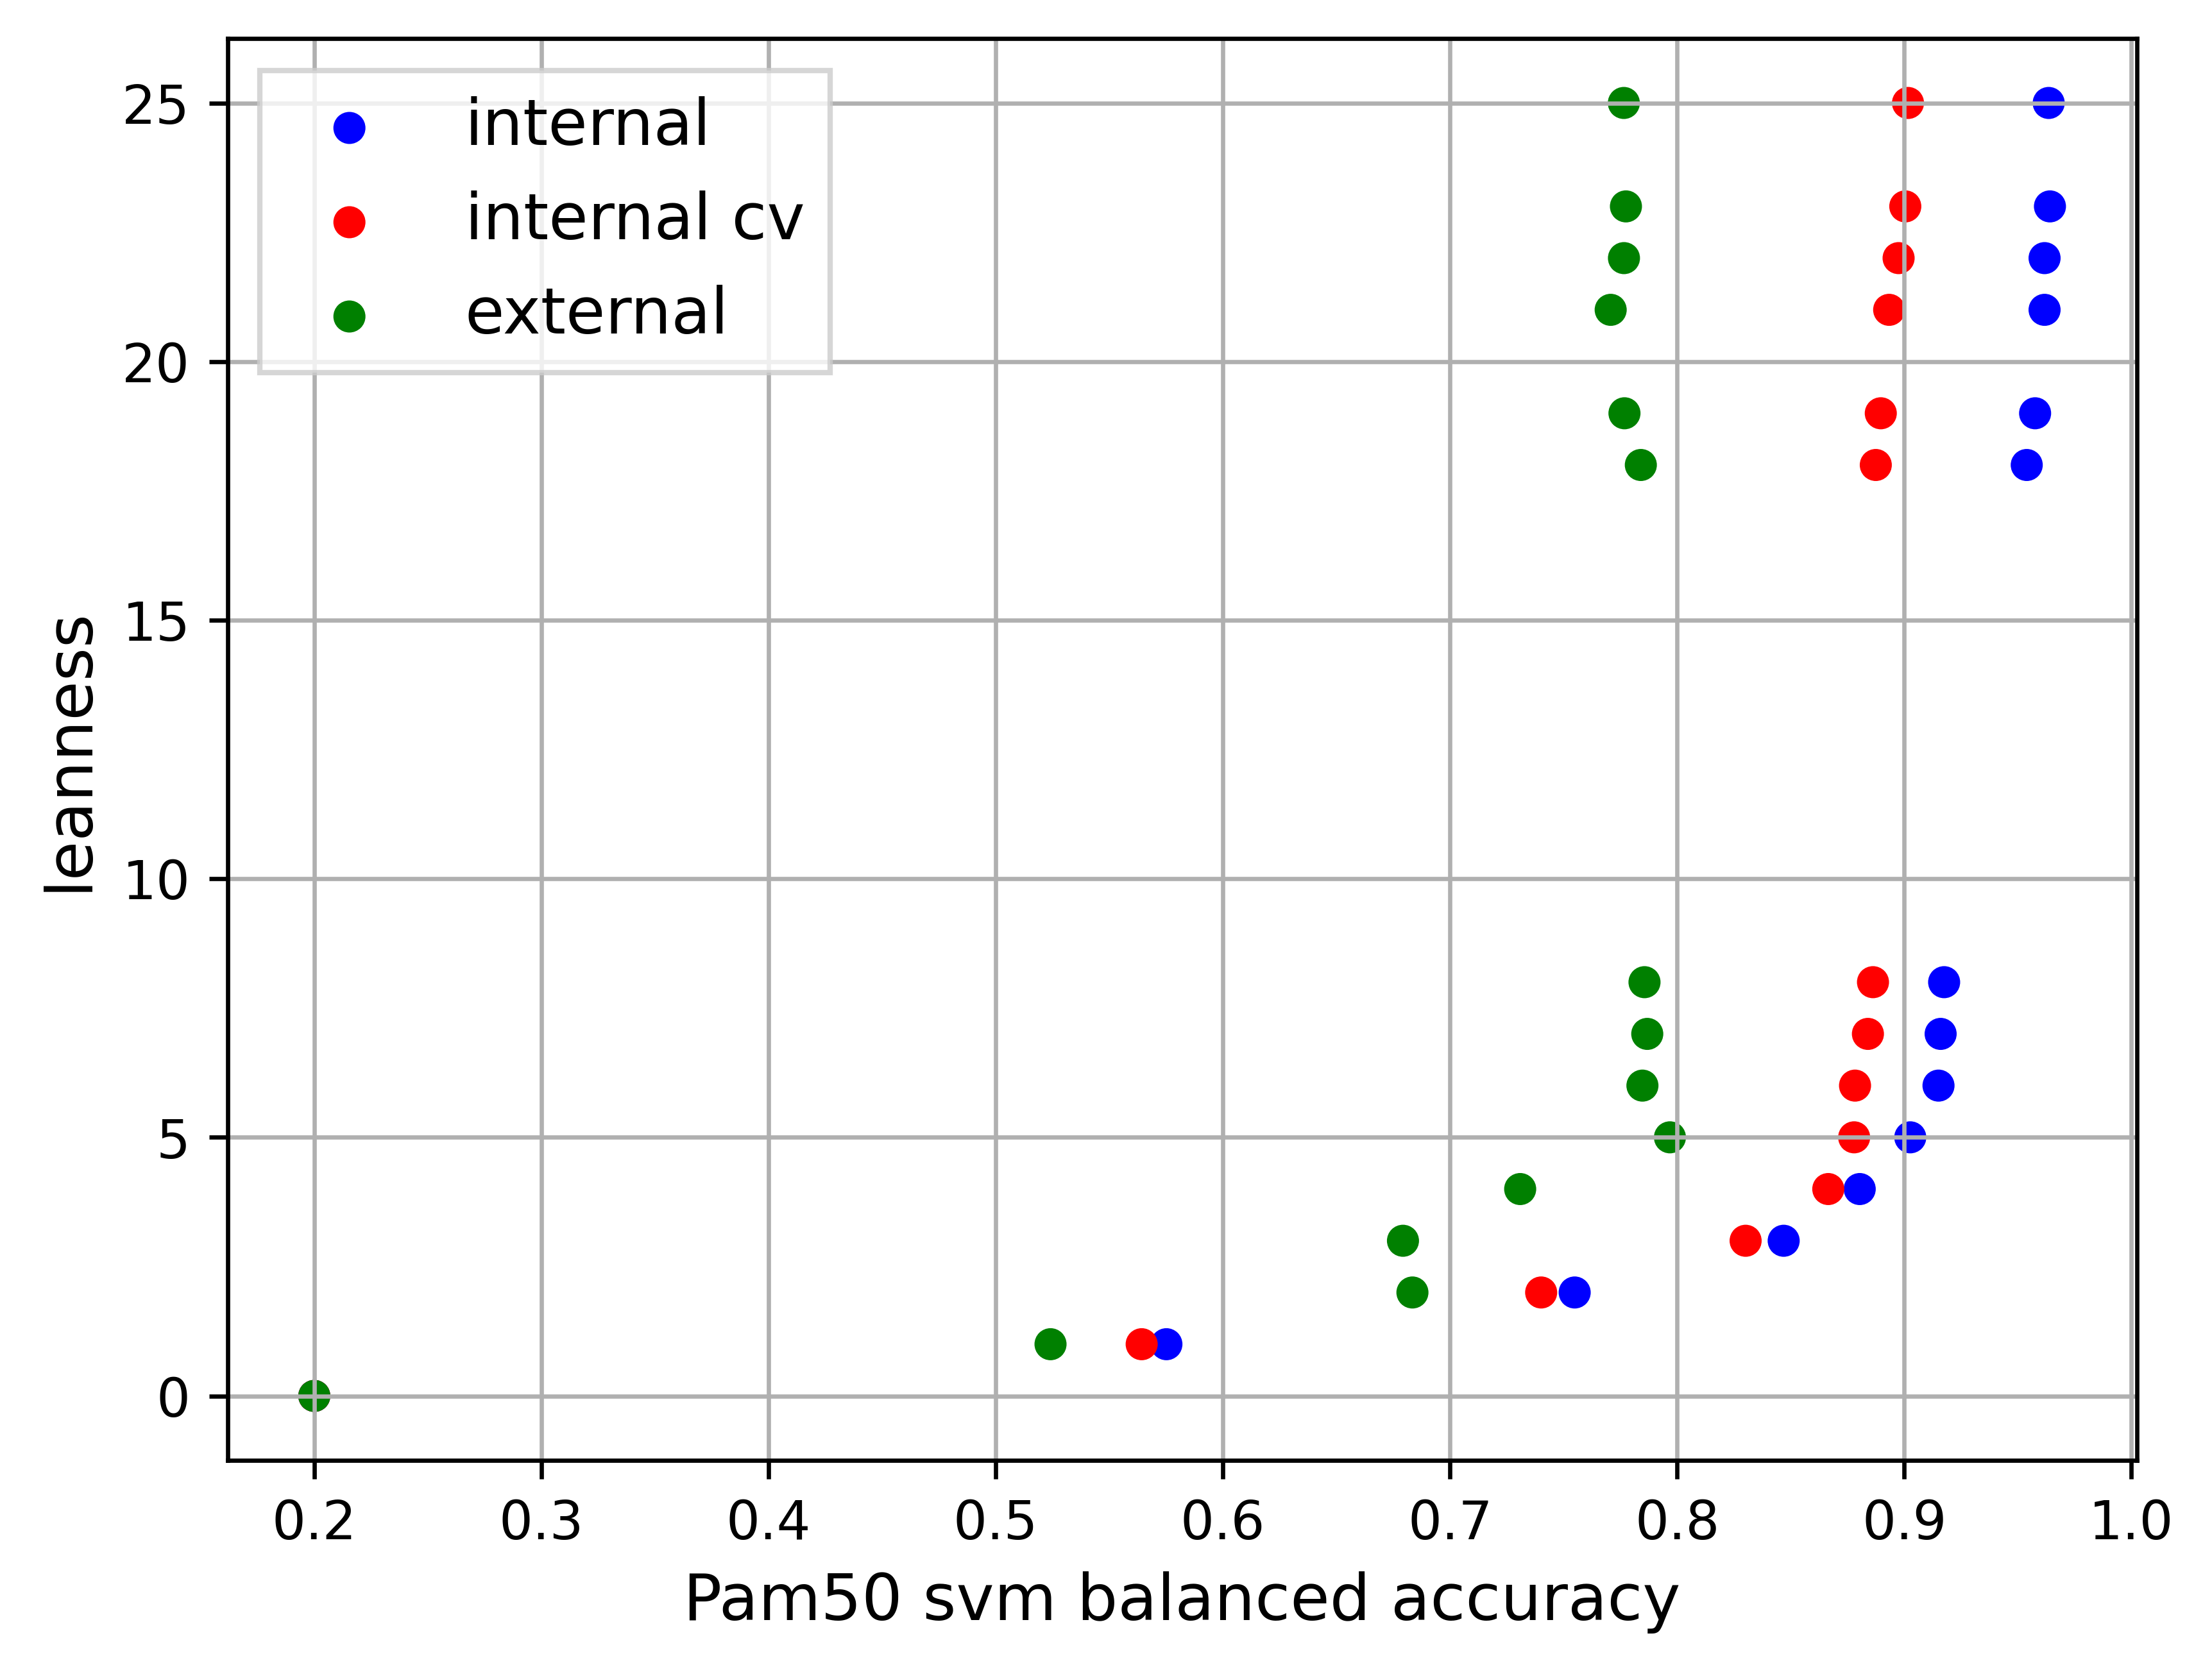 internal
internal cv
external
25
20
15
10
5
0
leanness
0.2 0.3 0.4 0.5 0.6 0.7 0.8 0.9 1.0
Pam50 svm balanced accuracy